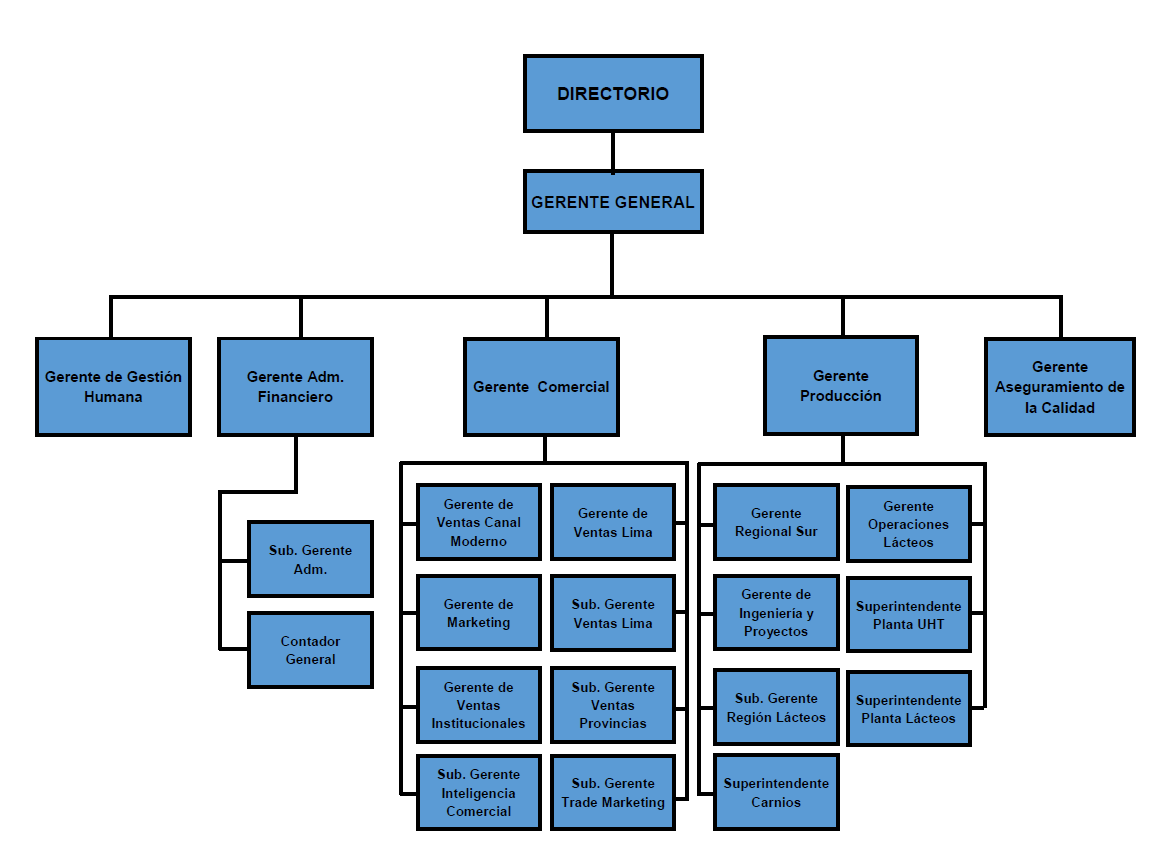 DIRECTORIO
GERENTE GENERAL
Gerente de Gestión
Humana
Gerente Adm.
Financiero
Gerente Comercial
Gerente
Producción
Gerente
Aseguramiento de
la Calidad
Sub. Gerente
Adm.
Contador
General
Gerente de
Ventas Canal
Moderno
Gerente de
Ventas Lima
Gerente de
Marketing
Sub. Gerente
Ventas Lima
Gerente de
Ventas
Institucionales
Sub. Gerente
Ventas
Provincias
Sub. Gerente
Inteligencia
Comercial
Sub. Gerente
Trade Marketing
Gerente
Regional Sur
Gerente
Operaciones
Lácteos
Gerente de
Ingeniería y
Proyectos
Superintendente
Planta UHT
Sub. Gerente
Región Lácteos
Superintendente
Planta Lácteos
Superintendente
Carnios